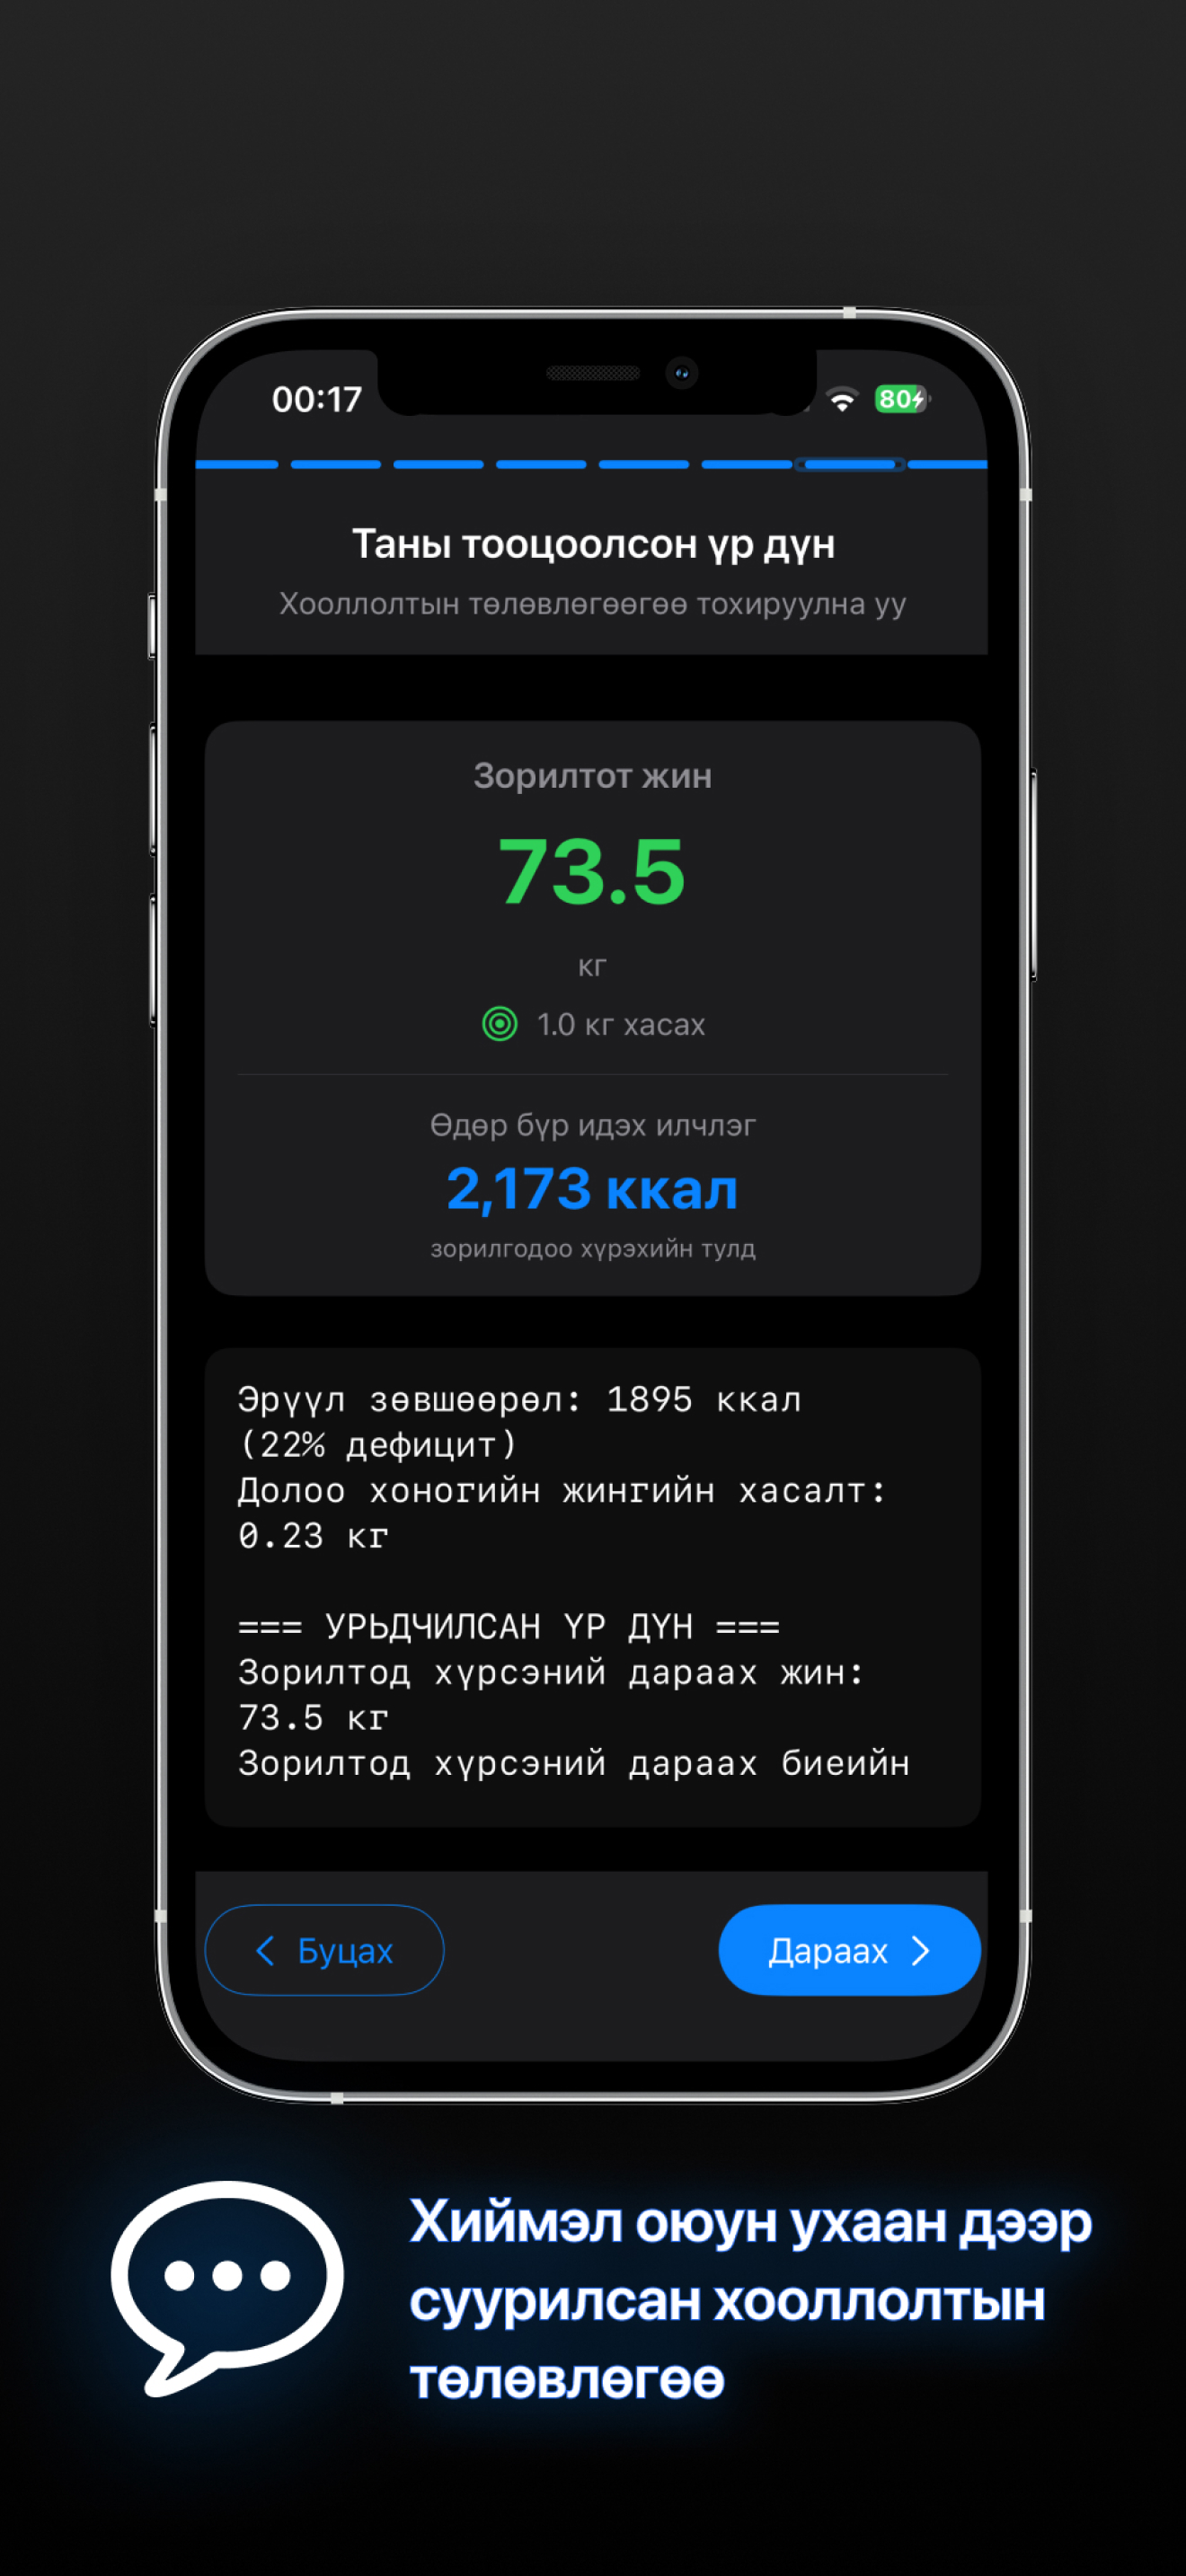 00:17
80
Таны тооцоолсон үр дүн
Хооллолтын төлөвлөгөөгөө тохируулна уу
Зорилтот жин
73.5
кг
1.0 кг хасах
Өдөр бүр идэх илчлэг
2,173 ккал
зорилгодоо хүрэхийн тулд
Эрүүл зөвшөөрөл: 1895 ккал
(22% дефицит)
Долоо хоногийн жингийн хасалт:
0.23 кг
=== УРЬДЧИЛСАН ҮР ДҮН ===
Зорилтод хүрсэний дараах жин:
73.5 кг
Зорилтод хүрсэний дараах биеийн
Буцах
Дараах
Хиймэл оюун ухаан дээр
суурилсан хооллолтын
төлөвлөгөө